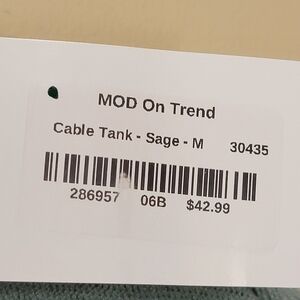 MOD On Trend
Cable Tank - Sage - M 30435
286957 06B $42.99